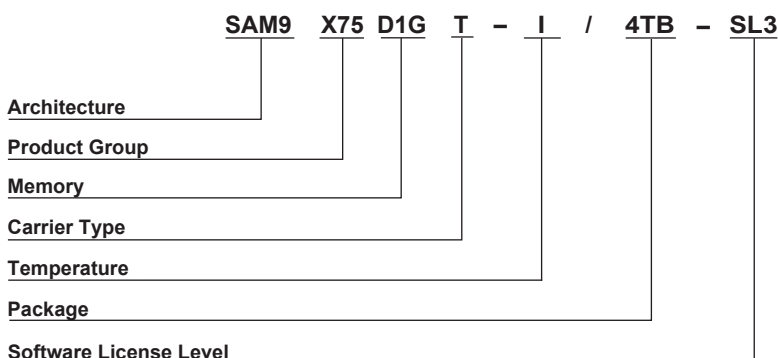 SAM9 X75 D1G T – I / 4TB – SL3
Architecture
Product Group
Memory
Carrier Type
Temperature
Package
Software License Level